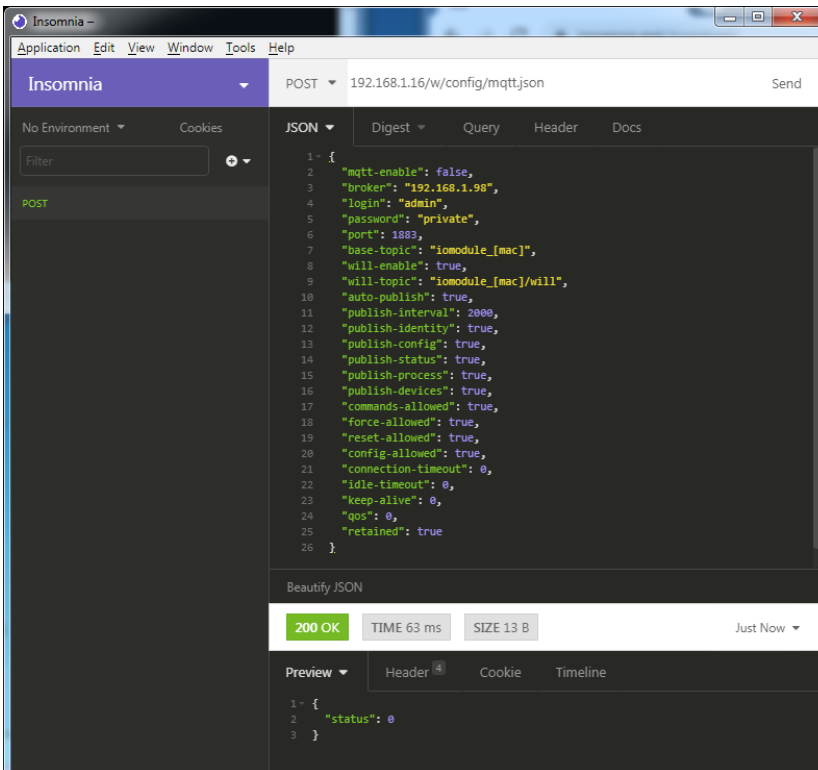 Insomnia –
Application Edit View Window Tools Help
Insomnia
POST 192.168.1.16/w/config/mqtt.json Send
No Environment Cookies
JSON Digest Query Header Docs
Filter
POST
1 {
2 "mqtt-enable": false,
3 "broker": "192.168.1.98",
4 "login": "admin",
5 "password": "private",
6 "port": 1883,
7 "base-topic": "iomodule_[mac]",
8 "will-enable": true,
9 "will-topic": "iomodule_[mac]/will",
10 "auto-publish": true,
11 "publish-interval": 2000,
12 "publish-identity": true,
13 "publish-config": true,
14 "publish-status": true,
15 "publish-process": true,
16 "publish-devices": true,
17 "commands-allowed": true,
18 "force-allowed": true,
19 "reset-allowed": true,
20 "config-allowed": true,
21 "connection-timeout": 0,
22 "idle-timeout": 0,
23 "keep-alive": 0,
24 "qos": 0,
25 "retained": true
26 }
Beautify JSON
200 OK TIME 63 ms SIZE 13 B Just Now
Preview Header 4 Cookie Timeline
1 {
2 "status": 0
3 }